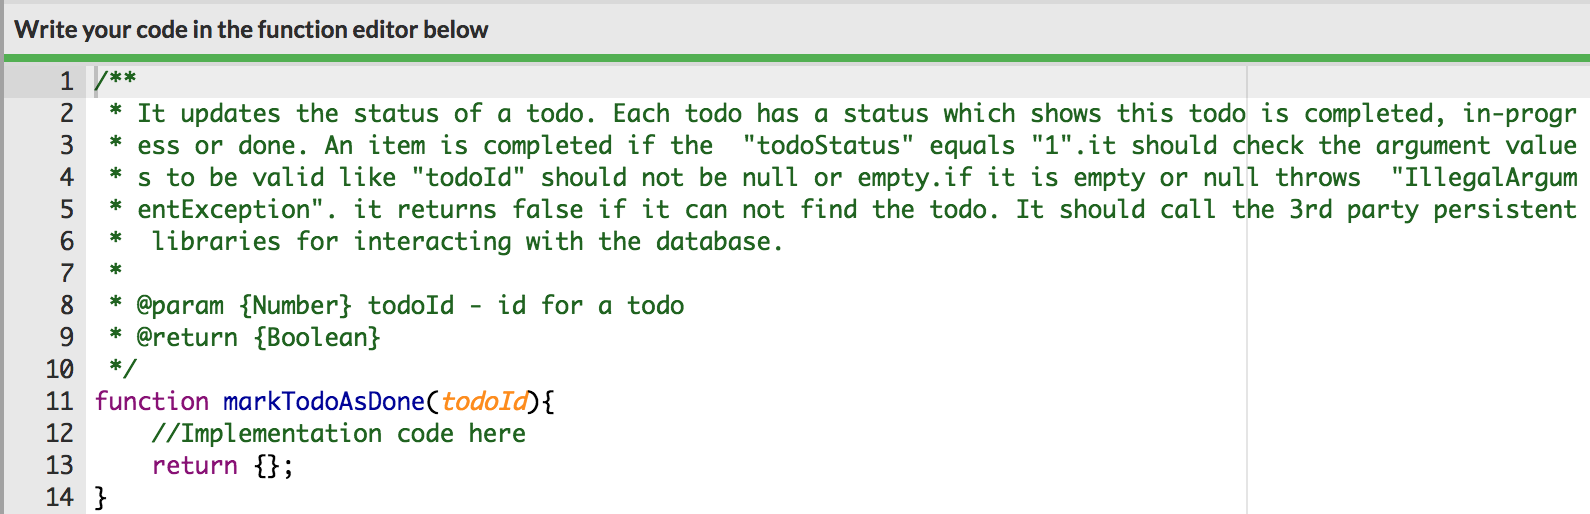 Write your code in the function editor below
1 /**
2 * It updates the status of a todo. Each todo has a status which shows this todo is completed, in-progr
3 * ess or done. An item is completed if the  "todoStatus" equals "1".it should check the argument value
4 * s to be valid like "todoId" should not be null or empty.if it is empty or null throws  "IllegalArgum
5 * entException". it returns false if it can not find the todo. It should call the 3rd party persistent
6 *  libraries for interacting with the database.
7 *
8 * @param {Number} todoId - id for a todo
9 * @return {Boolean}
10 */
11 function markTodoAsDone(todoId){
12     //Implementation code here
13     return {};
14 }